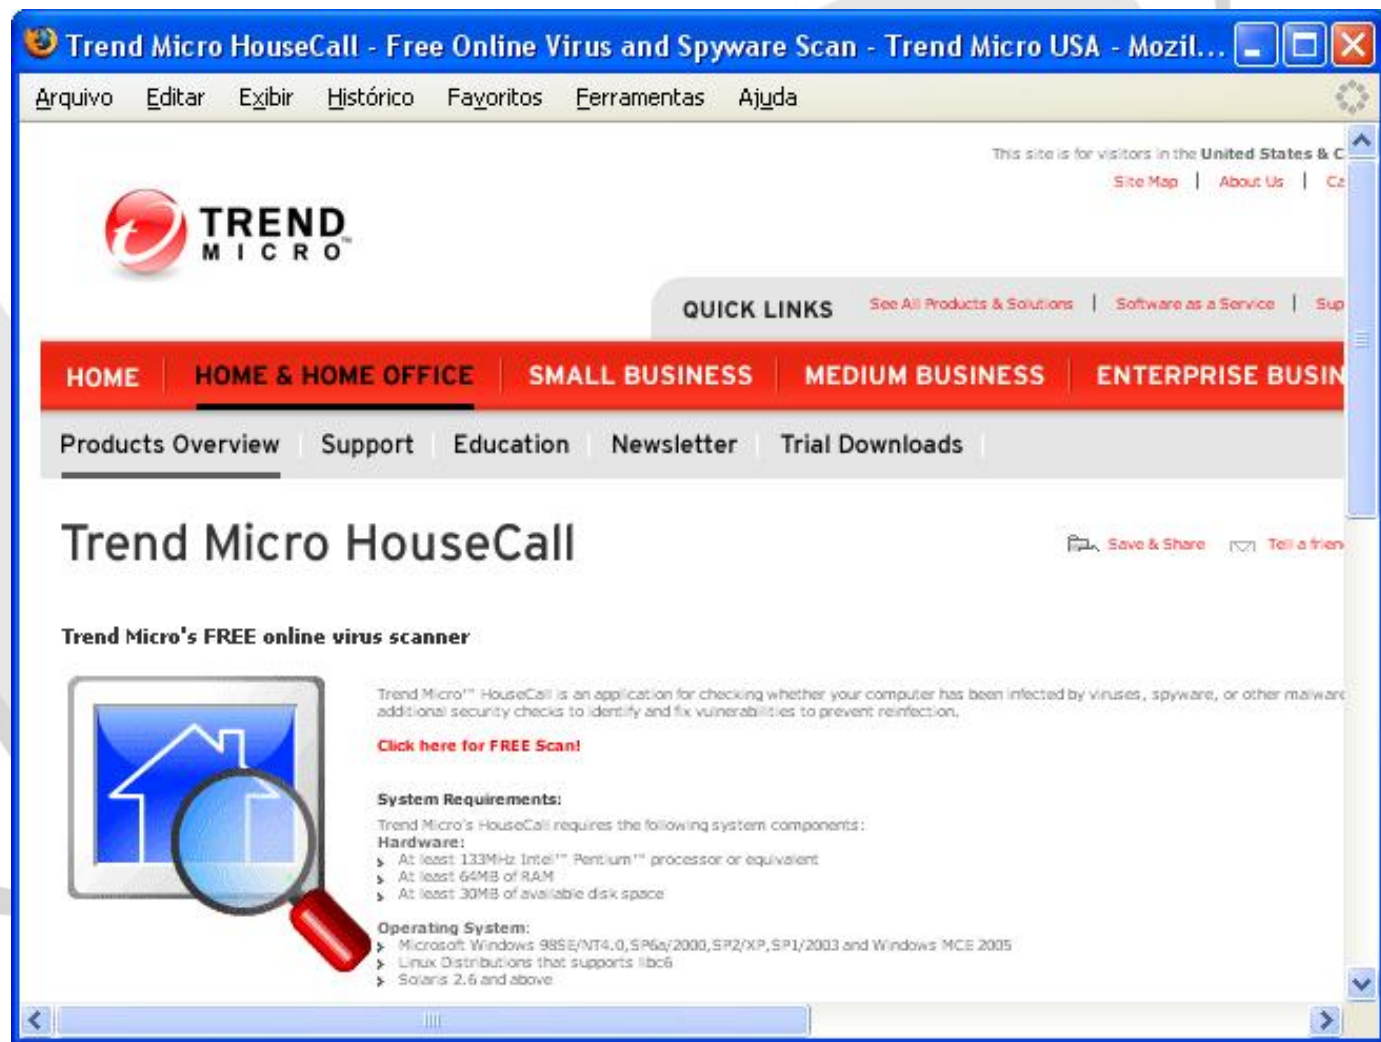 Trend Micro HouseCall - Free Online Virus and Spyware Scan - Trend Micro USA - Mozil...
Arquivo Editar Exibir Histórico Favoritos Ferramentas Ajuda
This site is for visitors in the United States & C
Site Map | About Us | Ca
TREND
MICRO™
QUICK LINKS See All Products & Solutions | Software as a Service | Sup
HOME HOME & HOME OFFICE SMALL BUSINESS MEDIUM BUSINESS ENTERPRISE BUSIN
Products Overview Support Education Newsletter Trial Downloads
Trend Micro HouseCall
Save & Share Tell a frien
Trend Micro's FREE online virus scanner
Trend Micro™ HouseCall is an application for checking whether your computer has been infected by viruses, spyware, or other malware
additional security checks to identify and fix vulnerabilities to prevent reinfection.
Click here for FREE Scan!
System Requirements:
Trend Micro's HouseCall requires the following system components:
Hardware:
At least 133MHz Intel™ Pentium™ processor or equivalent
At least 64MB of RAM
At least 30MB of available disk space
Operating System:
Microsoft Windows 98SE/NT4.0,SP6a/2000,SP2/XP,SP1/2003 and Windows MCE 2005
Linux Distributions that supports libc6
Solaris 2.6 and above